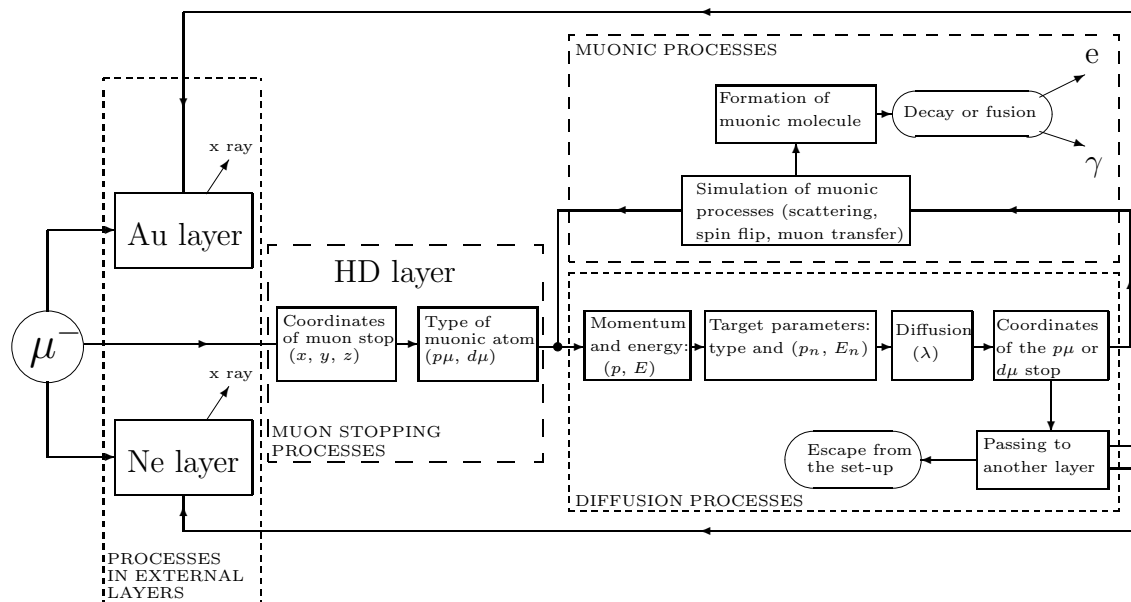 MUONIC PROCESSES
e
Formation of
muonic molecule
Decay or fusion
γ
x ray
Simulation of muonic
processes (scattering,
spin flip, muon transfer)
Au layer
HD layer
μ−
Coordinates
of muon stop
(x, y, z)
Type of
muonic atom
(pμ, dμ)
Momentum
and energy:
(p, E)
Target parameters:
type and (pn, En)
Diffusion
(λ)
Coordinates
of the pμ or
dμ stop
x ray
Ne layer
MUON STOPPING
PROCESSES
Escape from
the set-up
Passing to
another layer
DIFFUSION PROCESSES
PROCESSES
IN EXTERNAL
LAYERS